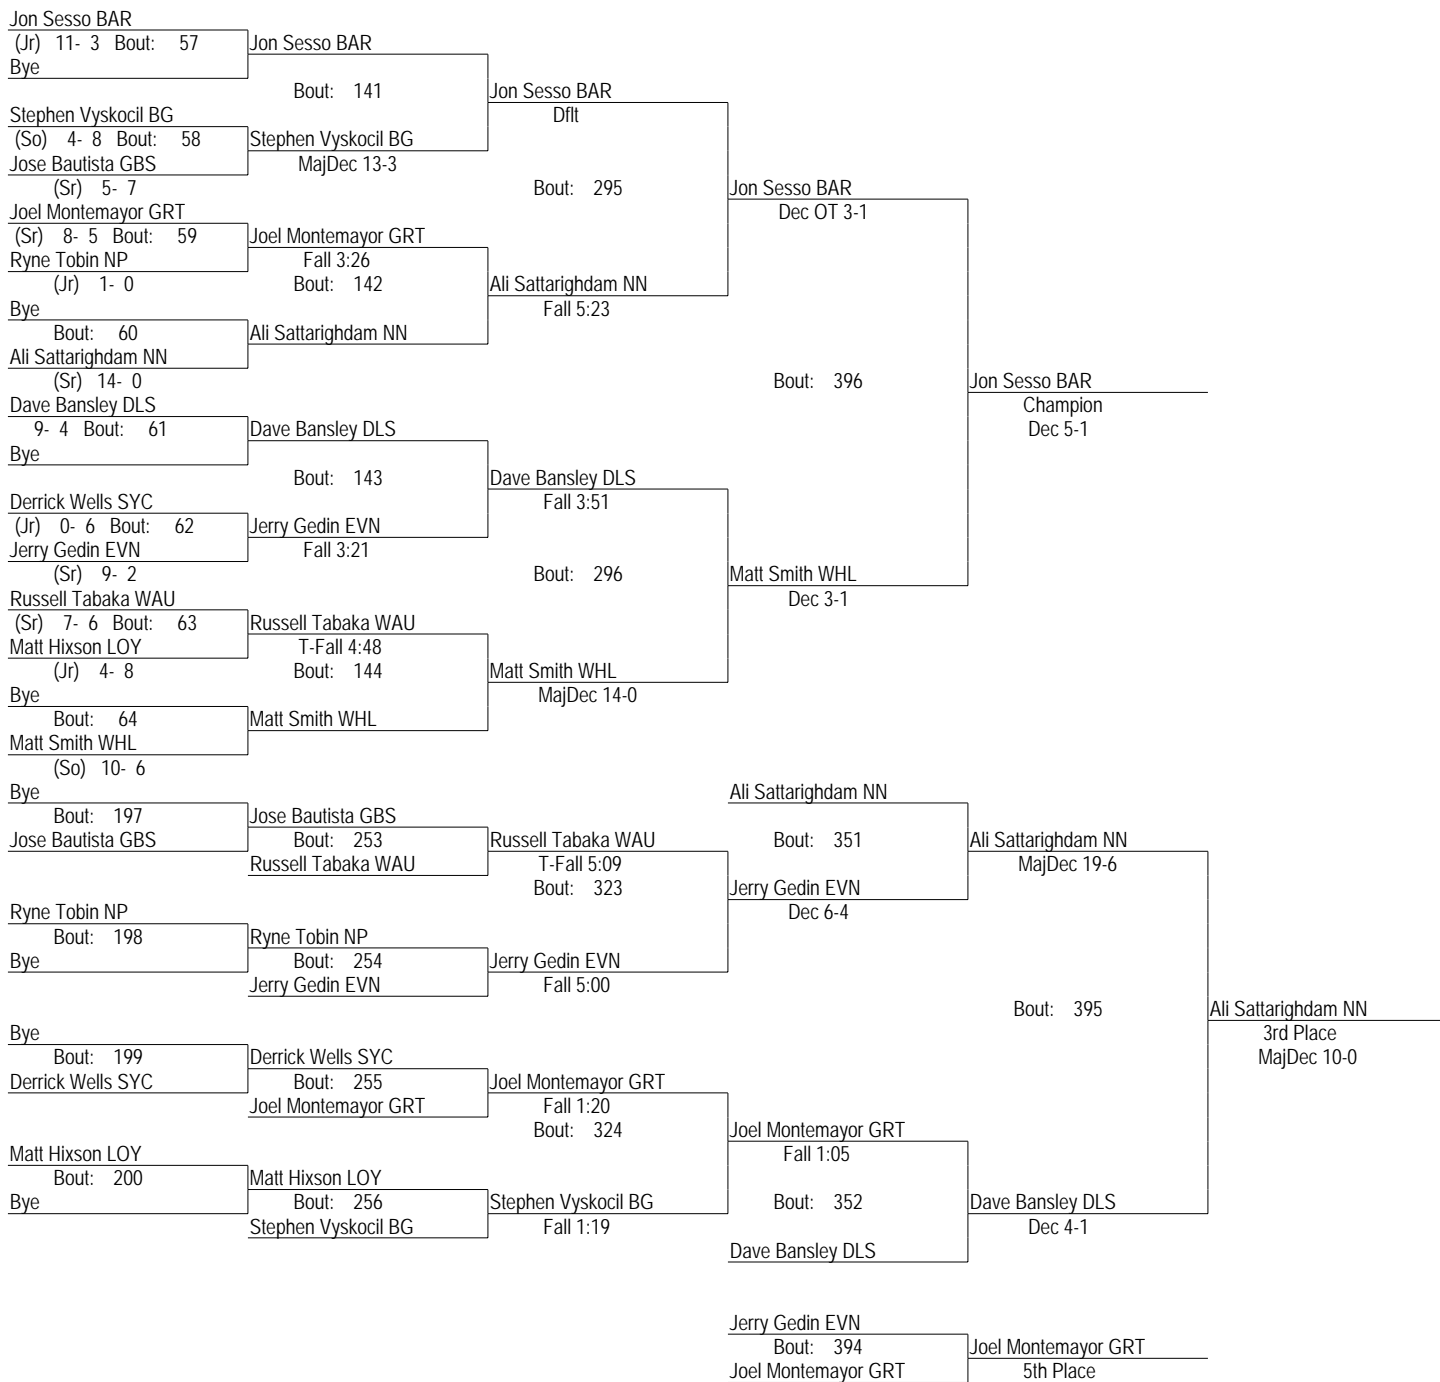 Jon Sesso BAR
(Jr) 11- 3 Bout: 57 Jon Sesso BAR
Bye
Bout: 141 Jon Sesso BAR
Stephen Vyskocil BG Dflt
(So) 4- 8 Bout: 58 Stephen Vyskocil BG
Jose Bautista GBS MajDec 13-3
(Sr) 5- 7 Bout: 295 Jon Sesso BAR
Joel Montemayor GRT Dec OT 3-1
(Sr) 8- 5 Bout: 59 Joel Montemayor GRT
Ryne Tobin NP Fall 3:26
(Jr) 1- 0 Bout: 142 Ali Sattarighdam NN
Bye Fall 5:23
Bout: 60 Ali Sattarighdam NN
Ali Sattarighdam NN
(Sr) 14- 0 Bout: 396 Jon Sesso BAR
Dave Bansley DLS Champion
9- 4 Bout: 61 Dave Bansley DLS Dec 5-1
Bye
Bout: 143 Dave Bansley DLS
Derrick Wells SYC Fall 3:51
(Jr) 0- 6 Bout: 62 Jerry Gedin EVN
Jerry Gedin EVN Fall 3:21
(Sr) 9- 2 Bout: 296 Matt Smith WHL
Russell Tabaka WAU Dec 3-1
(Sr) 7- 6 Bout: 63 Russell Tabaka WAU
Matt Hixson LOY T-Fall 4:48
(Jr) 4- 8 Bout: 144 Matt Smith WHL
Bye MajDec 14-0
Bout: 64 Matt Smith WHL
Matt Smith WHL
(So) 10- 6
Bye Ali Sattarighdam NN
Bout: 197 Jose Bautista GBS
Jose Bautista GBS Bout: 253 Russell Tabaka WAU Bout: 351 Ali Sattarighdam NN
Russell Tabaka WAU T-Fall 5:09 MajDec 19-6
Bout: 323 Jerry Gedin EVN
Ryne Tobin NP Dec 6-4
Bout: 198 Ryne Tobin NP
Bye Bout: 254 Jerry Gedin EVN
Jerry Gedin EVN Fall 5:00
Bout: 395 Ali Sattarighdam NN
Bye 3rd Place
Bout: 199 Derrick Wells SYC MajDec 10-0
Derrick Wells SYC Bout: 255 Joel Montemayor GRT
Joel Montemayor GRT Fall 1:20
Bout: 324 Joel Montemayor GRT
Matt Hixson LOY Fall 1:05
Bout: 200 Matt Hixson LOY
Bye Bout: 256 Stephen Vyskocil BG Bout: 352 Dave Bansley DLS
Stephen Vyskocil BG Fall 1:19 Dec 4-1
Dave Bansley DLS
Jerry Gedin EVN
Bout: 394 Joel Montemayor GRT
Joel Montemayor GRT 5th Place